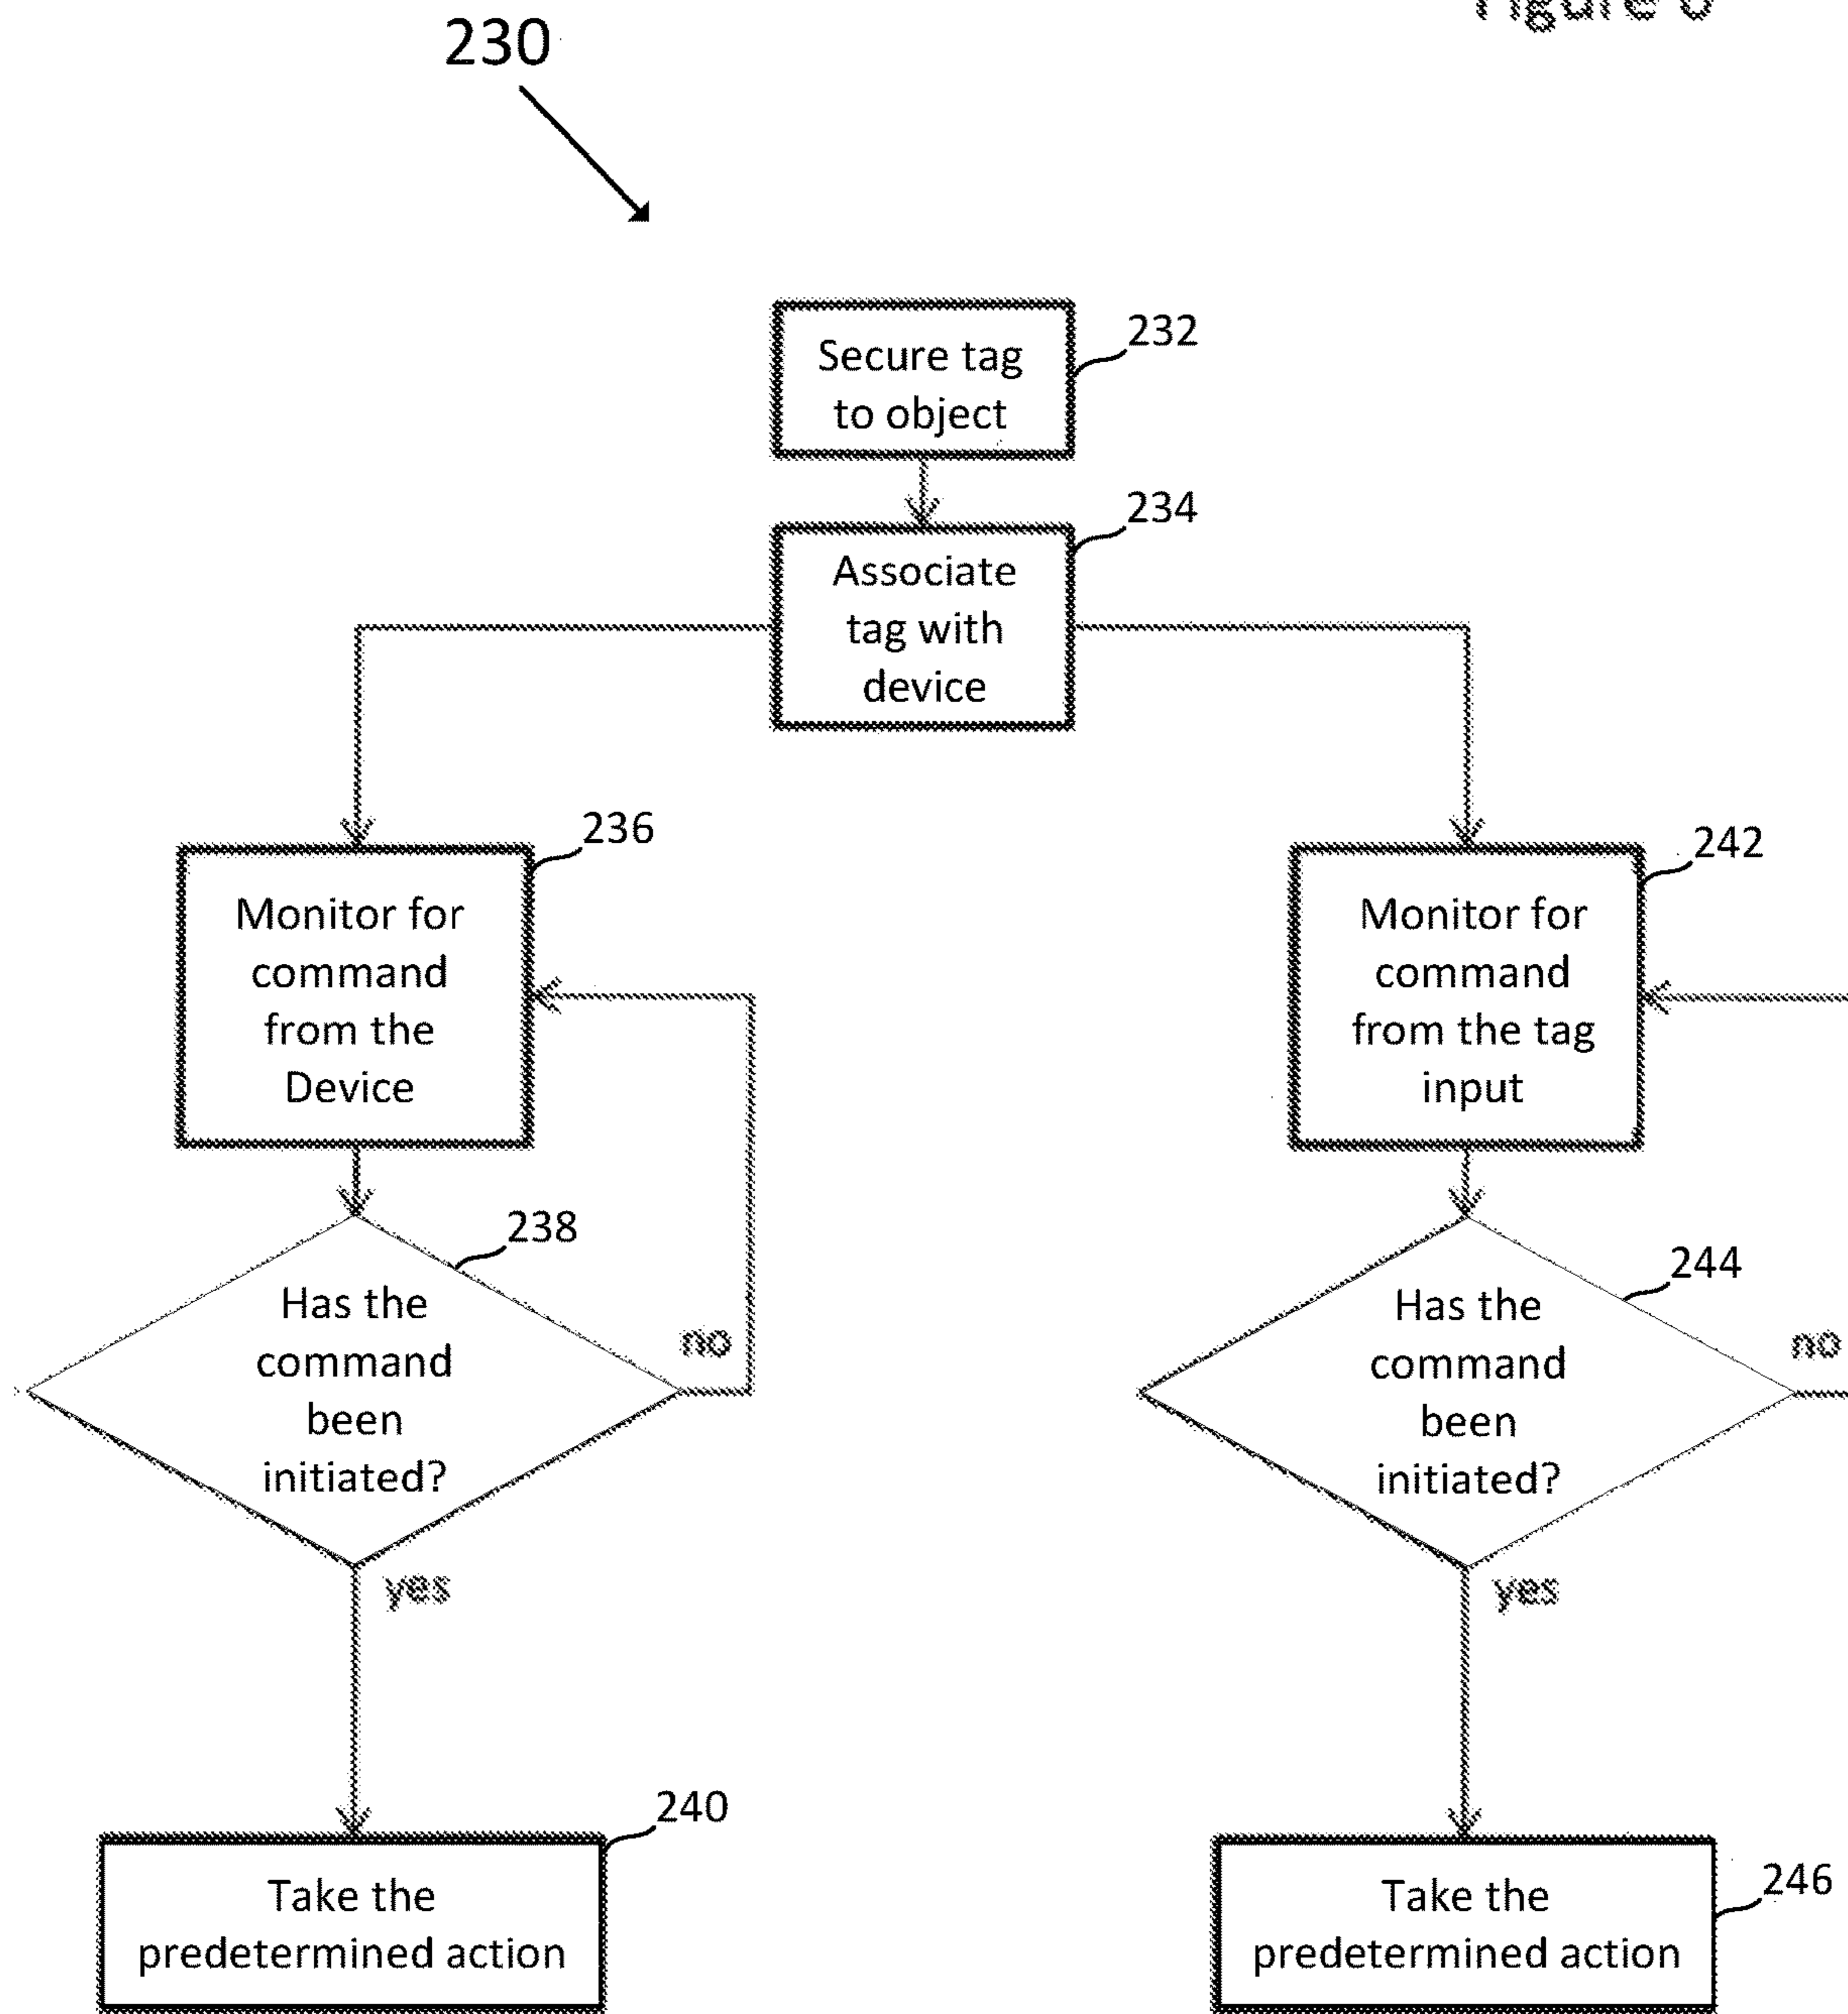 230
232
Secure tag
to object
234
Associate
tag with
device
236
Monitor for
command
from the
Device
242
Monitor for
command
from the tag
input
238
Has the
command
been
initiated?
no
yes
244
Has the
command
been
initiated?
no
yes
240
Take the
predetermined action
246
Take the
predetermined action